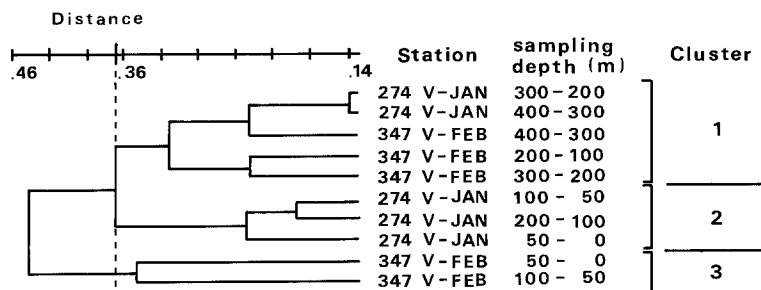 Distance
.46 .36 .14
Station sampling depth (m) Cluster
274 V-JAN 300-200
274 V-JAN 400-300
347 V-FEB 400-300
1
347 V-FEB 200-100
347 V-FEB 300-200
274 V-JAN 100- 50
274 V-JAN 200-100
2
274 V-JAN 50- 0
347 V-FEB 50- 0
347 V-FEB 100- 50
3